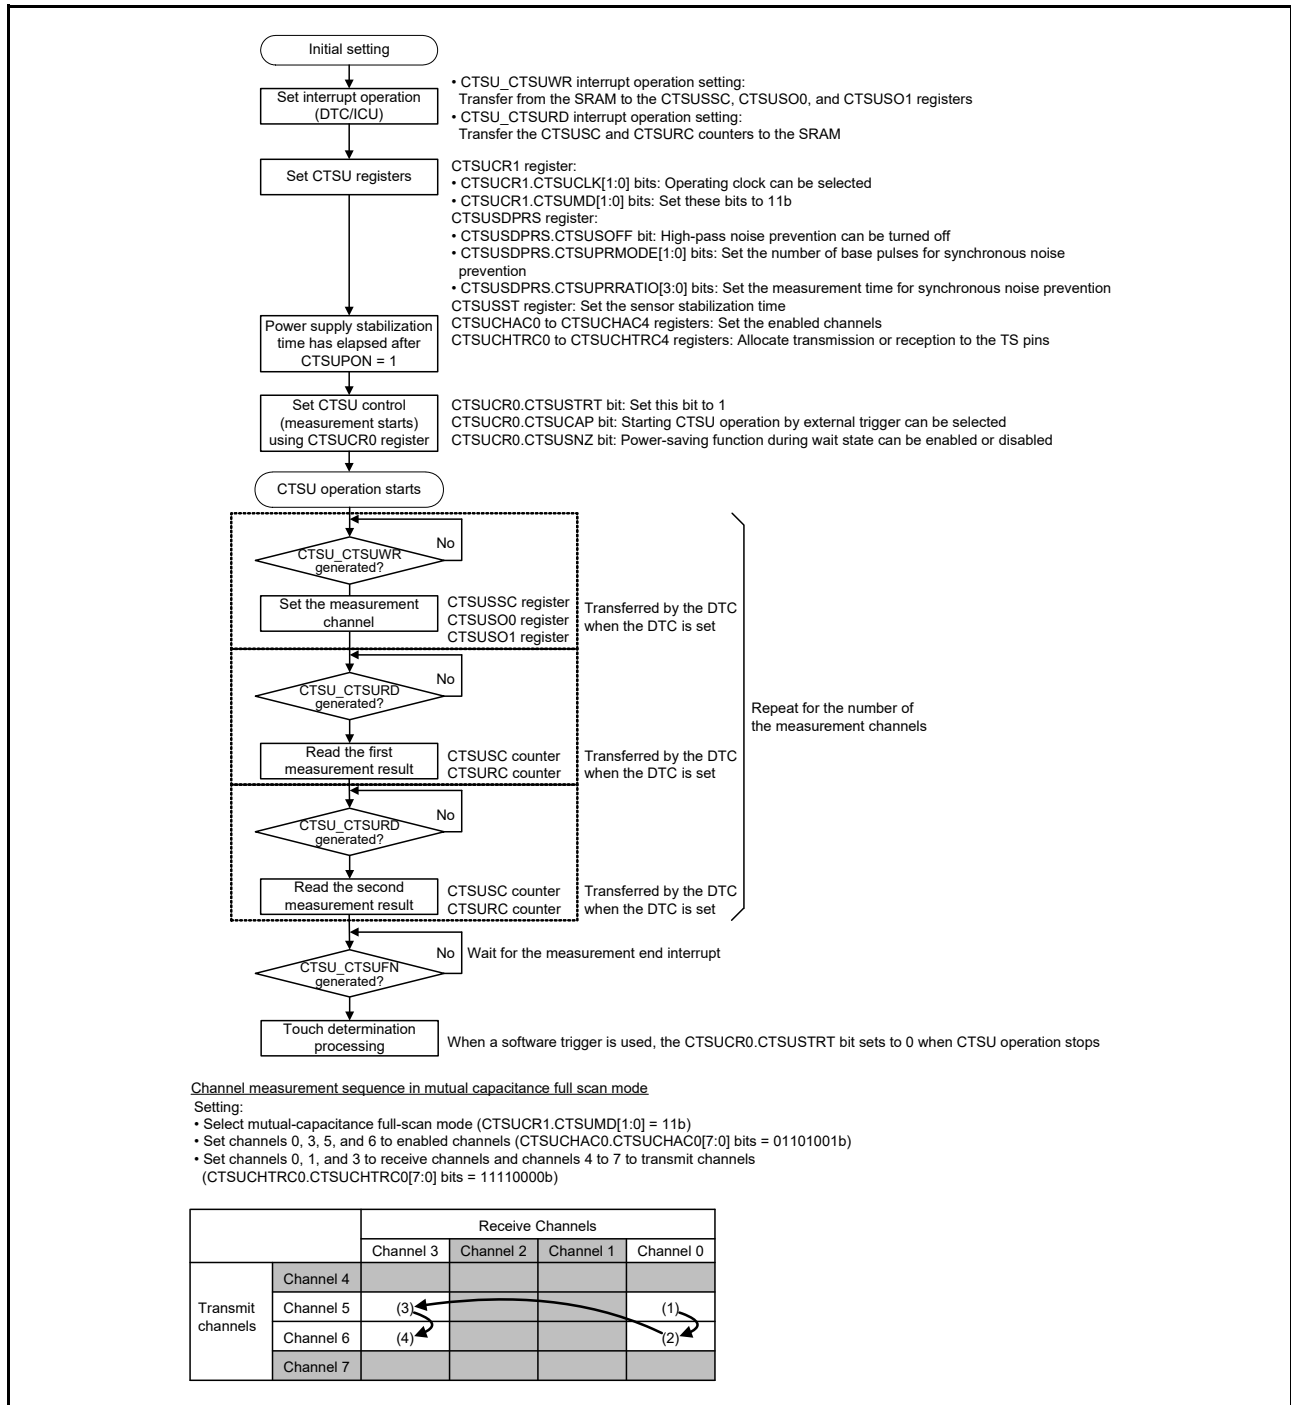 Initial setting
Set interrupt operation
(DTC/ICU)
• CTSU_CTSUWR interrupt operation setting:
Transfer from the SRAM to the CTSUSSC, CTSUSO0, and CTSUSO1 registers
• CTSU_CTSURD interrupt operation setting:
Transfer the CTSUSC and CTSURC counters to the SRAM
Set CTSU registers
CTSUCR1 register:
• CTSUCR1.CTSUCLK[1:0] bits: Operating clock can be selected
• CTSUCR1.CTSUMD[1:0] bits: Set these bits to 11b
CTSUSDPRS register:
• CTSUSDPRS.CTSUSOFF bit: High-pass noise prevention can be turned off
• CTSUSDPRS.CTSUPRMODE[1:0] bits: Set the number of base pulses for synchronous noise
prevention
• CTSUSDPRS.CTSUPRRATIO[3:0] bits: Set the measurement time for synchronous noise prevention
CTSUSST register: Set the sensor stabilization time
CTSUCHAC0 to CTSUCHAC4 registers: Set the enabled channels
CTSUCHTRC0 to CTSUCHTRC4 registers: Allocate transmission or reception to the TS pins
Power supply stabilization
time has elapsed after
CTSUPON = 1
Set CTSU control
(measurement starts)
using CTSUCR0 register
CTSUCR0.CTSUSTRT bit: Set this bit to 1
CTSUCR0.CTSUCAP bit: Starting CTSU operation by external trigger can be selected
CTSUCR0.CTSUSNZ bit: Power-saving function during wait state can be enabled or disabled
CTSU operation starts
No
CTSU_CTSUWR
generated?
Set the measurement
channel
CTSUSSC register
CTSUSO0 register
CTSUSO1 register
Transferred by the DTC
when the DTC is set
No
CTSU_CTSURD
generated?
Repeat for the number of
the measurement channels
Read the first
measurement result
CTSUSC counter
CTSURC counter
Transferred by the DTC
when the DTC is set
No
CTSU_CTSURD
generated?
Read the second
measurement result
CTSUSC counter
CTSURC counter
Transferred by the DTC
when the DTC is set
No
Wait for the measurement end interrupt
CTSU_CTSUFN
generated?
Touch determination
processing
When a software trigger is used, the CTSUCR0.CTSUSTRT bit sets to 0 when CTSU operation stops
Channel measurement sequence in mutual capacitance full scan mode
Setting:
• Select mutual-capacitance full-scan mode (CTSUCR1.CTSUMD[1:0] = 11b)
• Set channels 0, 3, 5, and 6 to enabled channels (CTSUCHAC0.CTSUCHAC0[7:0] bits = 01101001b)
• Set channels 0, 1, and 3 to receive channels and channels 4 to 7 to transmit channels
(CTSUCHTRC0.CTSUCHTRC0[7:0] bits = 11110000b)
Receive Channels
Channel 3 Channel 2 Channel 1 Channel 0
Transmit
channels
Channel 4
Channel 5 (3) (1)
Channel 6 (4) (2)
Channel 7